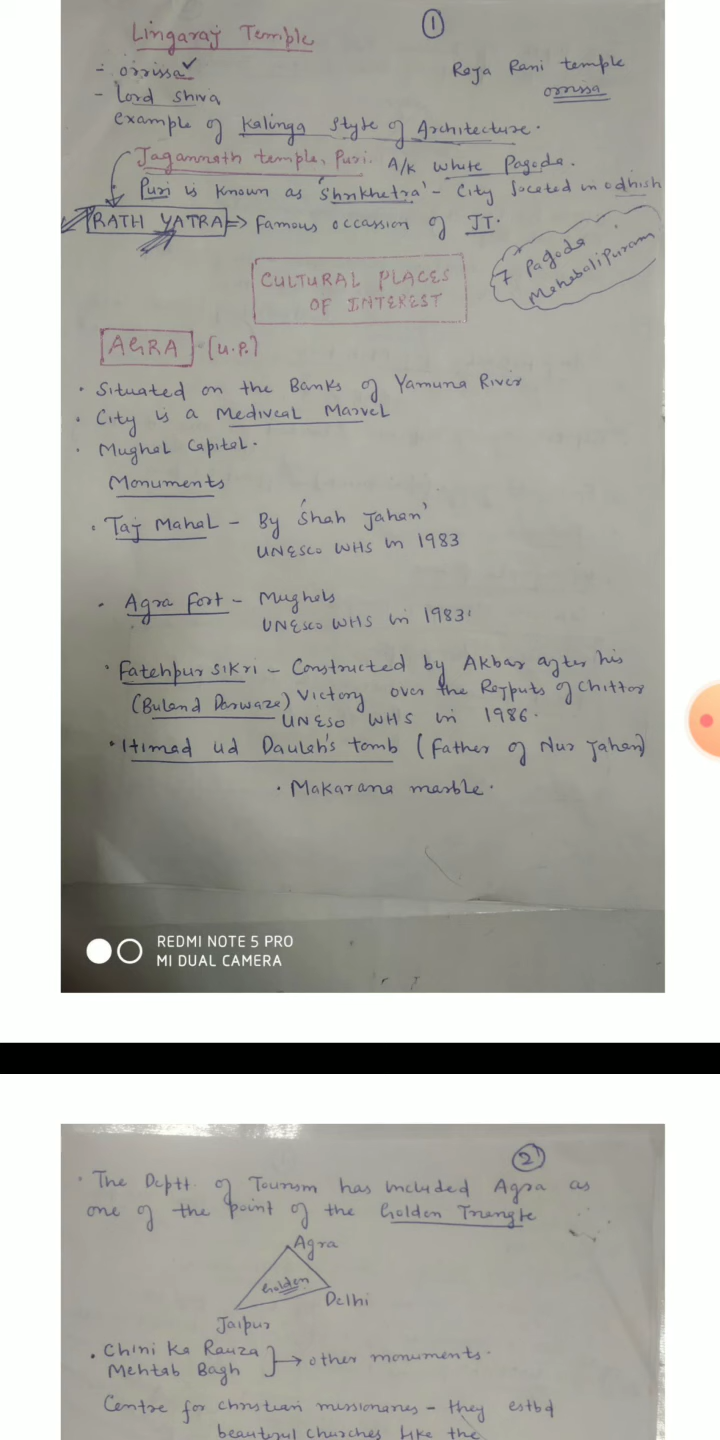 1
Lingaraj Temple
- orrissa
Raja Rani temple
orrisa
- Lord Shiva
example of Kalinga Style of Architecture.
Jagannath temple, Puri. A/K White Pagoda.
Puri is known as 'Shrikhetra' - City located in odhish
RATH YATRA => Famous occassion of JT.
7 Pagoda
Mahabalipuram
CULTURAL PLACES
OF INTEREST
AGRA - (U.P.)
• Situated on the Banks of Yamuna River
• City is a Mediveal Marvel
• Mughal Capital.
Monuments
• Taj Mahal - By 'Shah Jahan'
UNESCO WHS in 1983
• Agra Fort - Mughals
UNESCO WHS in 1983.
• Fatehpur Sikri - Constructed by Akbar after his
(Buland Darwaza) Victory over the Rajputs of Chittor
UNESO WHS in 1986.
• Itimad ud Daulah's tomb (Father of Nur Jahan)
• Makarana marble.
REDMI NOTE 5 PRO
MI DUAL CAMERA
2
• The Deptt of Tourism has included Agra as
one of the point of the Golden Triangle
Agra
Golden
Delhi
Jaipur
• Chini Ka Rauza
Mehtab Bagh → other monuments.
Centre for christian missionaries - they estbd
beautiful churches like the